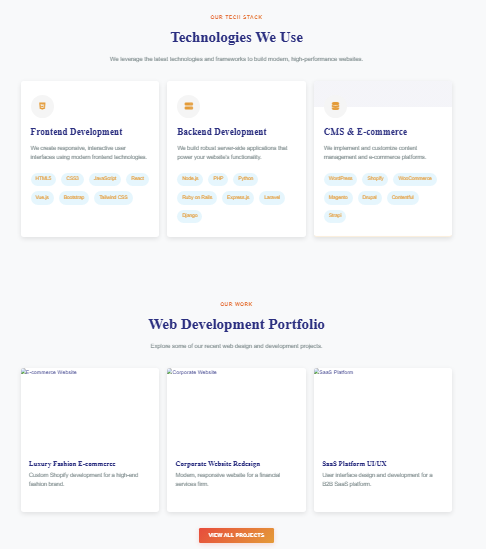 OUR TECH STACK
Technologies We Use
We leverage the latest technologies and frameworks to build modern, high-performance websites.
Frontend Development
We create responsive, interactive user
interfaces using modern frontend technologies.
HTML5 CSS3 JavaScript React
Vue.js Bootstrap Tailwind CSS
Backend Development
We build robust server-side applications that
power your website's functionality.
Node.js PHP Python
Ruby on Rails Express.js Laravel
Django
CMS & E-commerce
We implement and customize content
management and e-commerce platforms.
WordPress Shopify WooCommerce
Magento Drupal Contentful
Strapi
OUR WORK
Web Development Portfolio
Explore some of our recent web design and development projects.
E-commerce Website
Luxury Fashion E-commerce
Custom Shopify development for a high-end
fashion brand.
Corporate Website
Corporate Website Redesign
Modern, responsive website for a financial
services firm.
SaaS Platform
SaaS Platform UI/UX
User interface design and development for a
B2B SaaS platform.
VIEW ALL PROJECTS